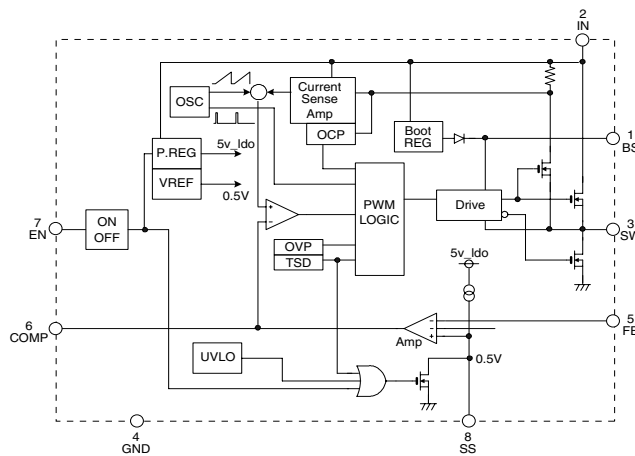 2
IN
OSC
Current
Sense
Amp
OCP
Boot
REG
1
BS
P.REG
5v_ldo
VREF
0.5V
PWM
LOGIC
Drive
7
EN
ON
OFF
+
−
3
SW
OVP
TSD
5v_ldo
6
COMP
Amp
−
−
+
5
FB
UVLO
0.5V
4
GND
8
SS